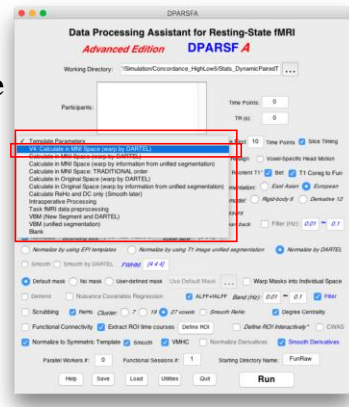 DPARSFA
Data Processing Assistant for Resting-State fMRI
Advanced Edition DPARSF A
Working Directory: '/Simulation/Concordance_HighLowS/Stats_DynamicPairedT ...
Participants:
Time Points: 0
TR (s): 0
✓ Template Parameters
V4: Calculate in MNI Space (warp by DARTEL)
Calculate in MNI Space (warp by DARTEL)
Calculate in MNI Space (warp by information from unified segmentation)
Calculate in MNI Space: TRADITIONAL order
Calculate in Original Space (warp by DARTEL)
Calculate in Original Space (warp by information from unified segmentation)
Calculate ReHo and DC only (Smooth later)
Intraoperative Processing
Task fMRI data preprocessing
VBM (New Segment and DARTEL)
VBM (unified segmentation)
Blank
10 Time Points Slice Timing
Voxel-Specific Head Motion
Reorient T1* Bet T1 Coreg to Fun
East Asian European
Rigid-body 6 Derivative 12
Filter (Hz): 0.01 ~ 0.1
Normalize by using EPI templates Normalize by using T1 image unified segmentation Normalize by DARTEL
Smooth Smooth by DARTEL FWHM: [4 4 4]
Default mask No mask User-defined mask Use Default Mask ... Warp Masks into Individual Space
Detrend Nuisance Covariates Regression ALFF+fALFF Band (Hz): 0.01 ~ 0.1 Filter
Scrubbing ReHo Cluster: 7 19 27 voxels Smooth ReHo Degree Centrality
Functional Connectivity Extract ROI time courses Define ROI Define ROI Interactively* CWAS
Normalize to Symmetric Template Smooth VMHC Normalize Derivatives Smooth Derivatives
Parallel Workers #: 0 Functional Sessions #: 1 Starting Directory Name: FunRaw
Help Save Load Utilities Quit Run